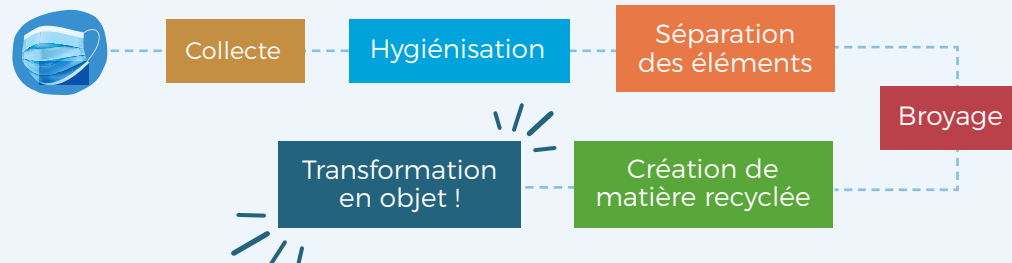 Collecte
Hygiénisation
Séparation
des éléments
Broyage
Création de
matière recyclée
Transformation
en objet !